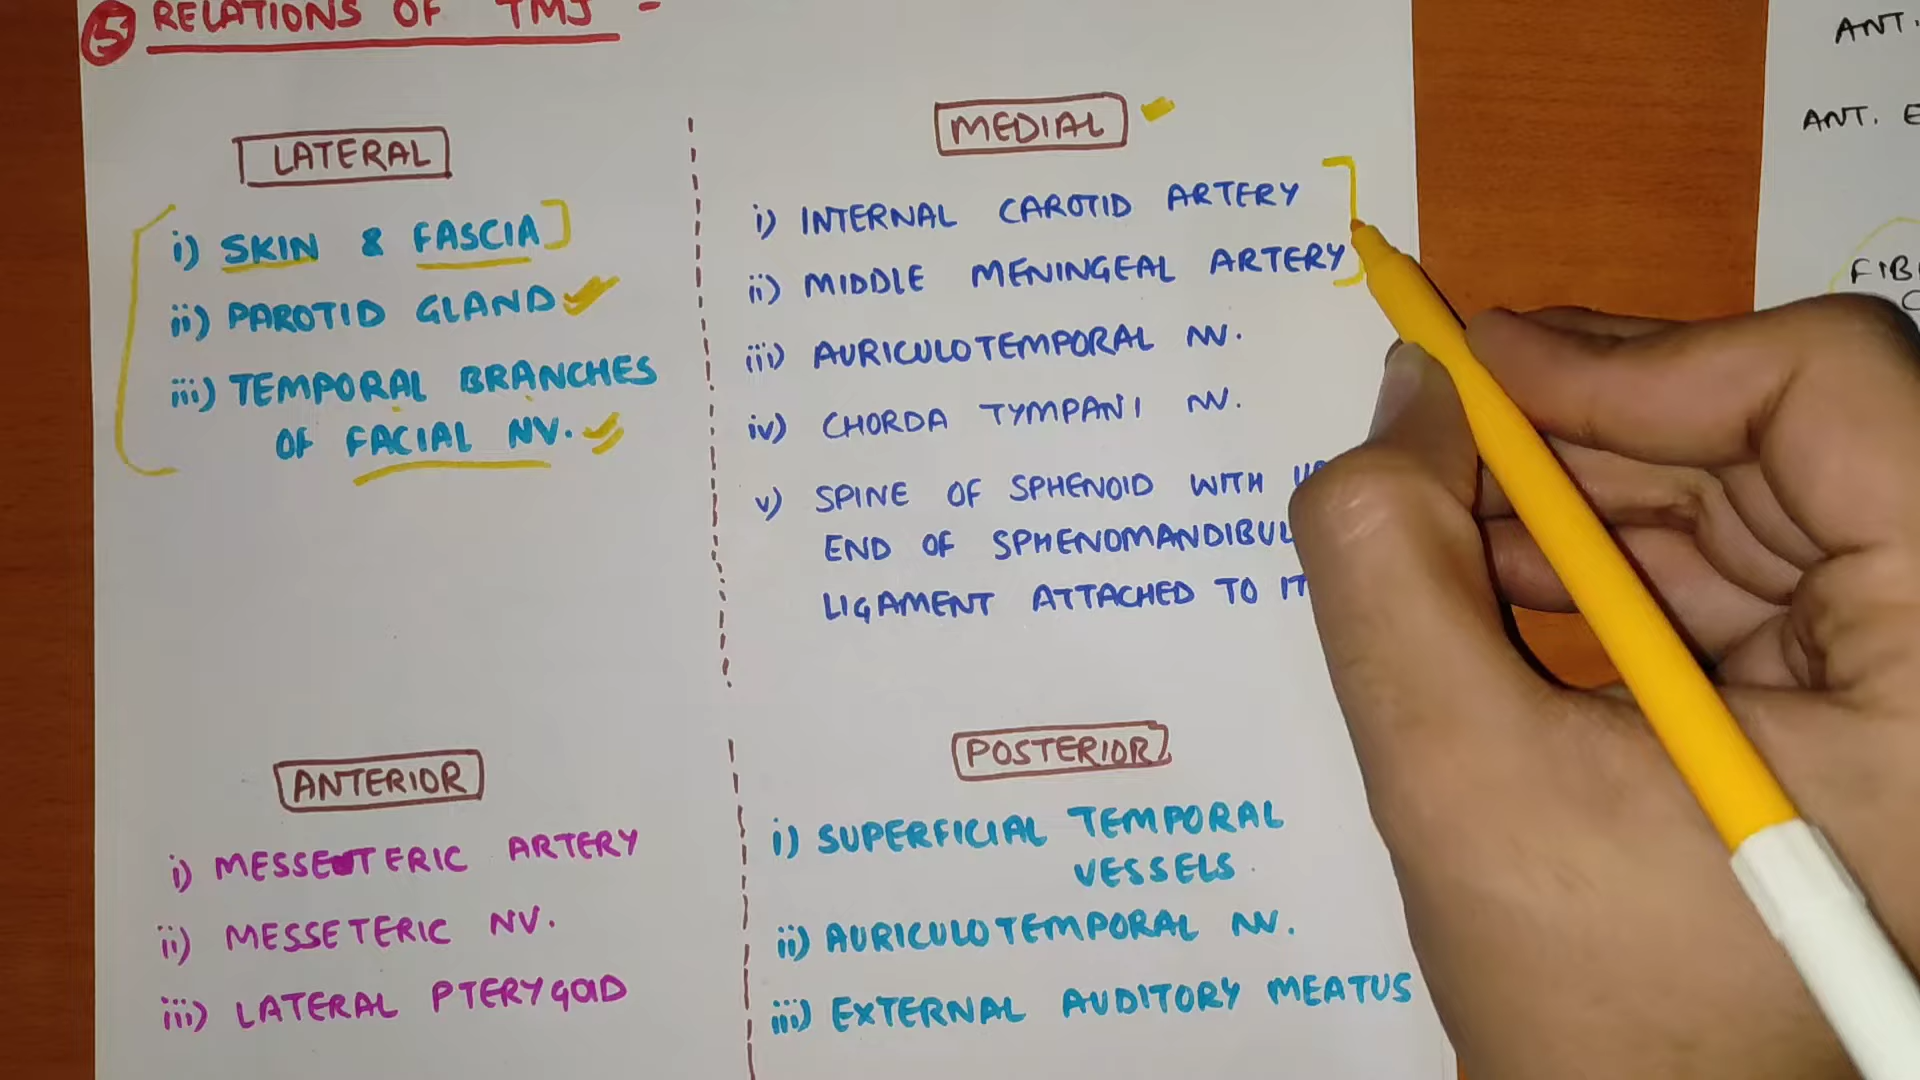 5 RELATIONS OF TMJ -
LATERAL
i) SKIN & FASCIA
ii) PAROTID GLAND
iii) TEMPORAL BRANCHES
OF FACIAL NV.
MEDIAL
i) INTERNAL CAROTID ARTERY
ii) MIDDLE MENINGEAL ARTERY
iii) AURICULOTEMPORAL NV.
iv) CHORDA TYMPANI NV.
v) SPINE OF SPHENOID WITH
END OF SPHENOMANDIBUL
LIGAMENT ATTACHED TO IT
ANTERIOR
i) MESSETERIC ARTERY
ii) MESSETERIC NV.
iii) LATERAL PTERYGOID
POSTERIOR
i) SUPERFICIAL TEMPORAL
VESSELS.
ii) AURICULOTEMPORAL NV.
iii) EXTERNAL AUDITORY MEATUS
ANT.
ANT. E
FIB
C